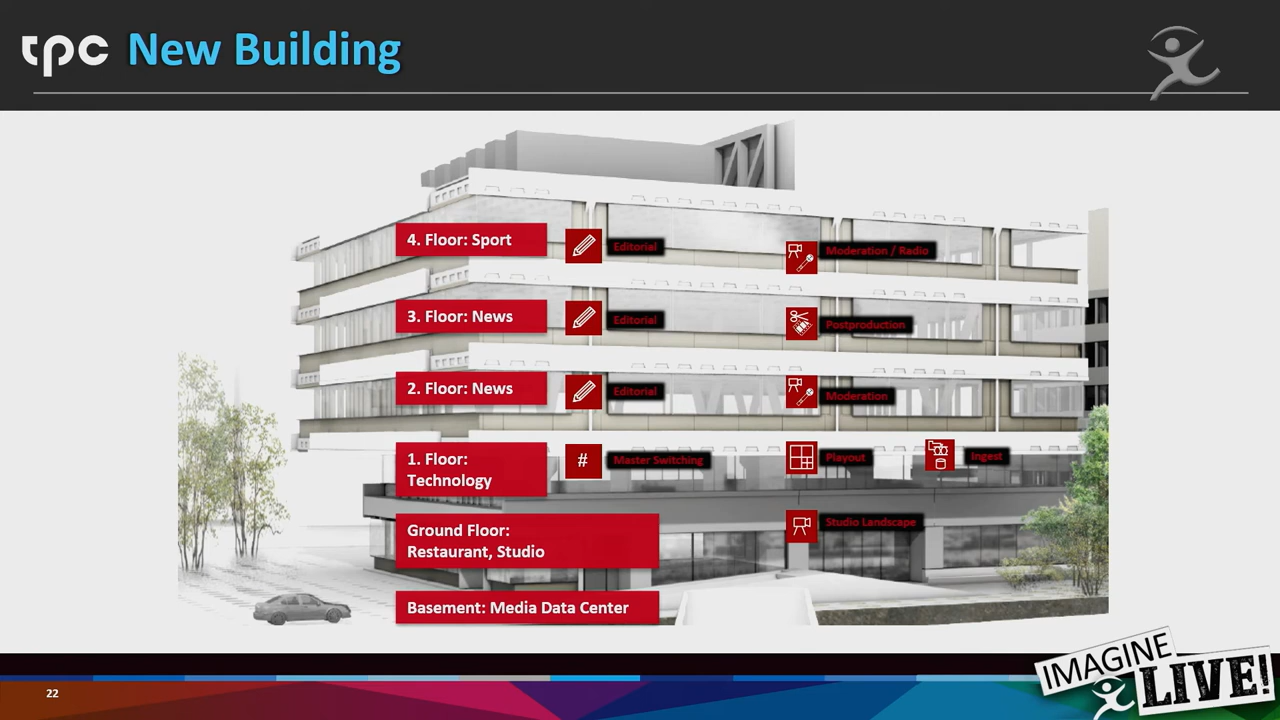 tpc New Building
4. Floor: Sport
Editorial
Moderation / Radio
3. Floor: News
Editorial
Postproduction
2. Floor: News
Editorial
Moderation
1. Floor:
Technology
#
Master Switching
Playout
Ingest
Ground Floor:
Restaurant, Studio
Studio Landscape
Basement: Media Data Center
22
IMAGINE
LIVE!